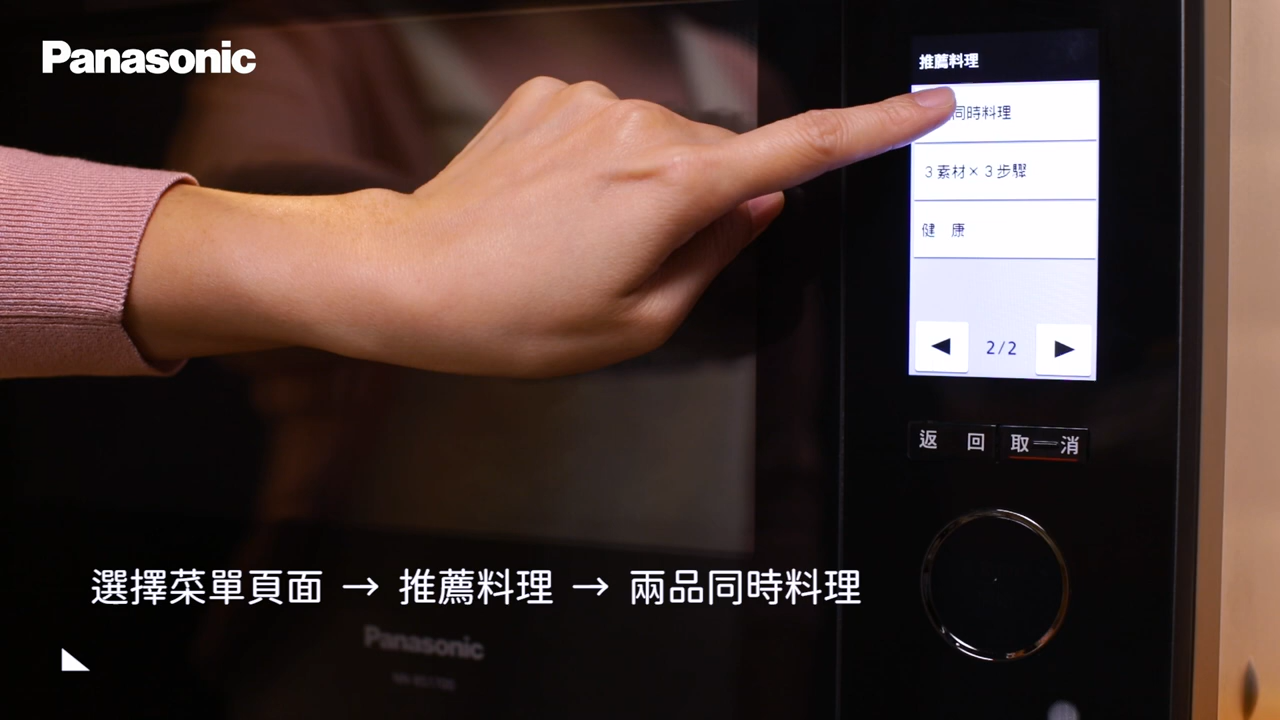 Panasonic
推薦料理
同時料理
3素材×3步驟
健 康
◀ 2/2 ▶
返 回 取一消
選擇菜單頁面 → 推薦料理 → 兩品同時料理
Panasonic